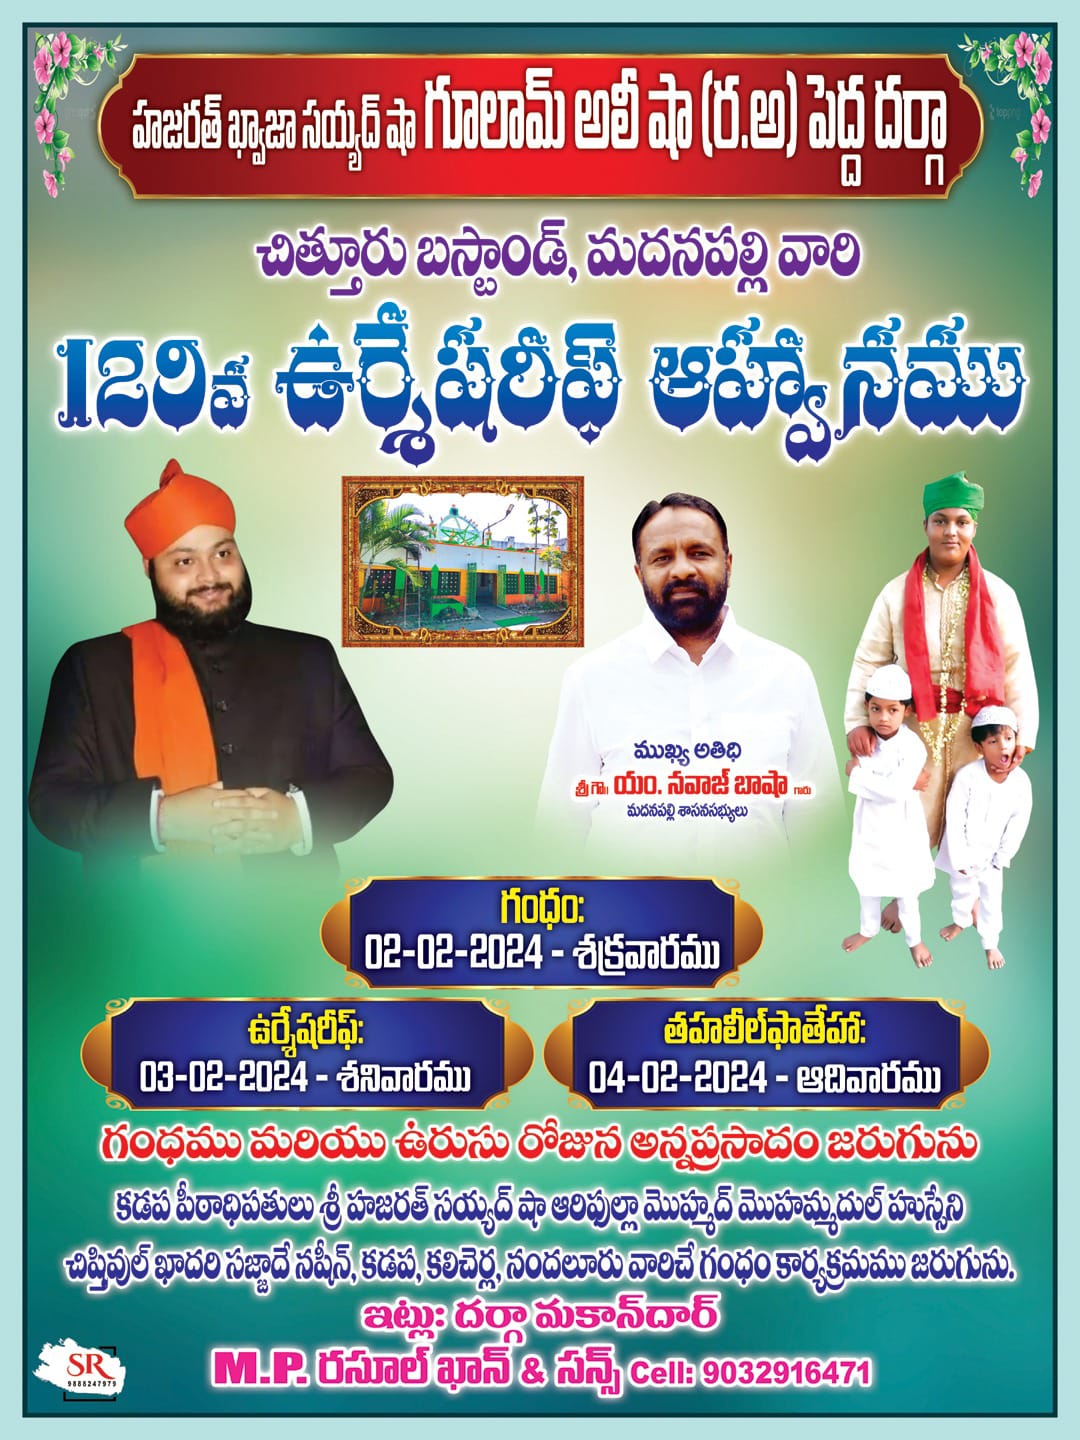 హజరత్ ఖ్వాజా సయ్యద్ షా గూలామ్ అలీ షా (ర.అ) పెద్ద దర్గా
చిత్తూరు బస్టాండ్, మదనపల్లి వారి
129వ ఉర్సేషరీఫ్ ఆహ్వానము
ముఖ్య అతిధి
శ్రీ గౌ॥ యం. నవాజ్ బాషా గారు
మదనపల్లి శాసనసభ్యులు
గంధం:
02-02-2024 - శక్రవారము
ఉర్సేషరీఫ్:
03-02-2024 - శనివారము
తహలీల్‌ఫాతేహా:
04-02-2024 - ఆదివారము
గంధము మరియు ఉరుసు రోజున అన్నప్రసాదం జరుగును
కడప పీఠాధిపతులు శ్రీ హజరత్ సయ్యద్ షా ఆరిఫుల్లా మొహ్మద్ మొహమ్మదుల్ హుస్సేని
చిష్తివుల్ ఖాదరి సజ్జాదే నషీన్, కడప, కలిచెర్ల, నందలూరు వారిచే గంధం కార్యక్రమము జరుగును.
ఇట్లు: దర్గా మకాన్‌దార్
M.P. రసూల్ ఖాన్ & సన్స్ Cell: 9032916471
SR
9888247979